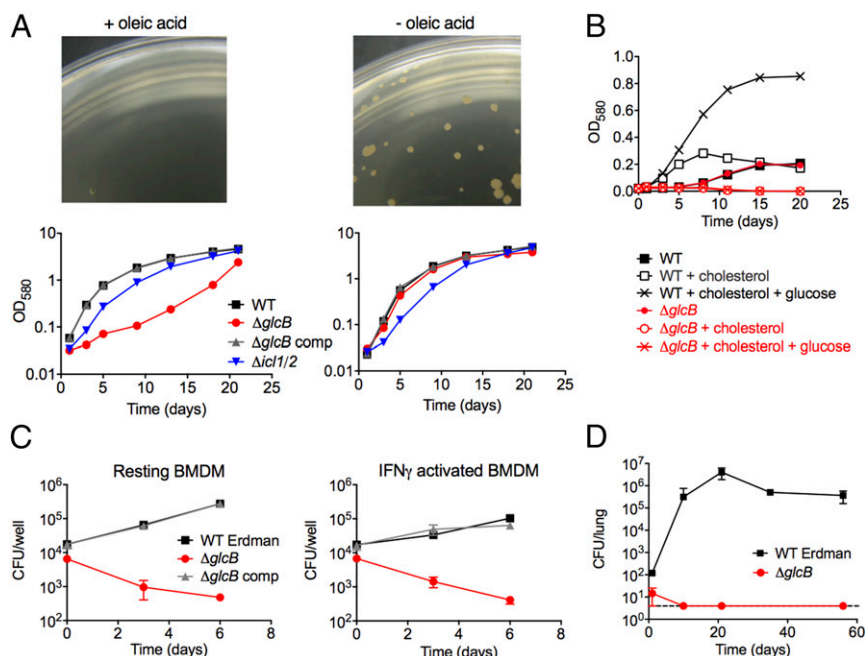 A
+ oleic acid
- oleic acid
OD580
10
1
0.1
0.01
0 5 10 15 20 25
Time (days)
WT
ΔglcB
ΔglcB comp
Δicl1/2
OD580
10
1
0.1
0.01
0 5 10 15 20 25
Time (days)
B
OD580
1.0
0.8
0.6
0.4
0.2
0.0
0 5 10 15 20
Time (days)
WT
WT + cholesterol
WT + cholesterol + glucose
ΔglcB
ΔglcB + cholesterol
ΔglcB + cholesterol + glucose
C
Resting BMDM
CFU/well
10⁶
10⁵
10⁴
10³
10²
0 2 4 6 8
Time (days)
WT Erdman
ΔglcB
ΔglcB comp
IFNγ activated BMDM
CFU/well
10⁶
10⁵
10⁴
10³
10²
0 2 4 6 8
Time (days)
D
CFU/lung
10⁷
10⁶
10⁵
10⁴
10³
10²
10¹
10⁰
0 20 40 60
Time (days)
WT Erdman
ΔglcB